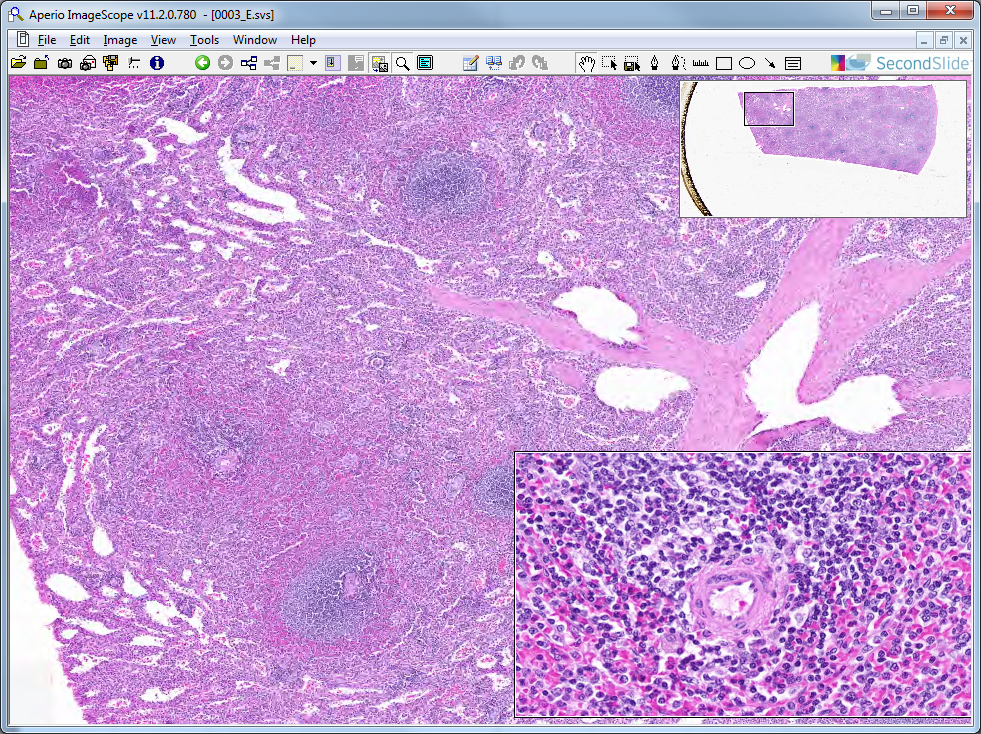 Aperio ImageScope v11.2.0.780 - [0003_E.svs]
File Edit Image View Tools Window Help
SecondSlide